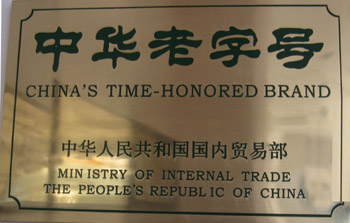 中华老字号
CHINA'S TIME-HONORED BRAND
中华人民共和国国内贸易部
MINISTRY OF INTERNAL TRADE
THE PEOPLE'S REPUBLIC OF CHINA